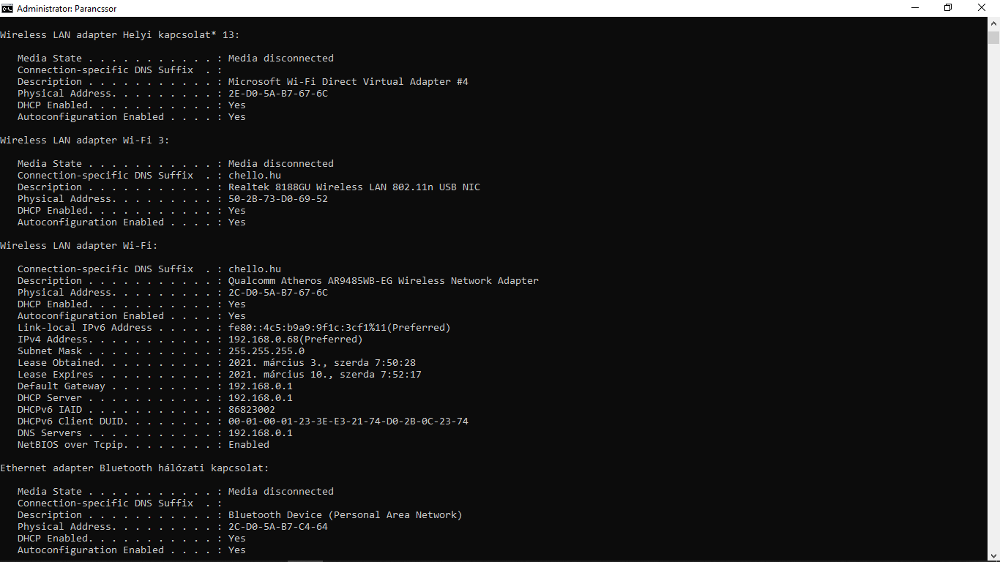 Administrator: Parancssor
Wireless LAN adapter Helyi kapcsolat* 13:
Media State . . . . . . . . . . . : Media disconnected
Connection-specific DNS Suffix  . :
Description . . . . . . . . . . . : Microsoft Wi-Fi Direct Virtual Adapter #4
Physical Address. . . . . . . . . : 2E-D0-5A-B7-67-6C
DHCP Enabled. . . . . . . . . . . : Yes
Autoconfiguration Enabled . . . . : Yes
Wireless LAN adapter Wi-Fi 3:
Media State . . . . . . . . . . . : Media disconnected
Connection-specific DNS Suffix  . : chello.hu
Description . . . . . . . . . . . : Realtek 8188GU Wireless LAN 802.11n USB NIC
Physical Address. . . . . . . . . : 50-2B-73-D0-69-52
DHCP Enabled. . . . . . . . . . . : Yes
Autoconfiguration Enabled . . . . : Yes
Wireless LAN adapter Wi-Fi:
Connection-specific DNS Suffix  . : chello.hu
Description . . . . . . . . . . . : Qualcomm Atheros AR9485WB-EG Wireless Network Adapter
Physical Address. . . . . . . . . : 2C-D0-5A-B7-67-6C
DHCP Enabled. . . . . . . . . . . : Yes
Autoconfiguration Enabled . . . . : Yes
Link-local IPv6 Address . . . . . : fe80::4c5:b9a9:9f1c:3cf1%11(Preferred)
IPv4 Address. . . . . . . . . . . : 192.168.0.68(Preferred)
Subnet Mask . . . . . . . . . . . : 255.255.255.0
Lease Obtained. . . . . . . . . . : 2021. március 3., szerda 7:50:28
Lease Expires . . . . . . . . . . : 2021. március 10., szerda 7:52:17
Default Gateway . . . . . . . . . : 192.168.0.1
DHCP Server . . . . . . . . . . . : 192.168.0.1
DHCPv6 IAID . . . . . . . . . . . : 86823002
DHCPv6 Client DUID. . . . . . . . : 00-01-00-01-23-3E-E3-21-74-D0-2B-0C-23-74
DNS Servers . . . . . . . . . . . : 192.168.0.1
NetBIOS over Tcpip. . . . . . . . : Enabled
Ethernet adapter Bluetooth hálózati kapcsolat:
Media State . . . . . . . . . . . : Media disconnected
Connection-specific DNS Suffix  . :
Description . . . . . . . . . . . : Bluetooth Device (Personal Area Network)
Physical Address. . . . . . . . . : 2C-D0-5A-B7-C4-64
DHCP Enabled. . . . . . . . . . . : Yes
Autoconfiguration Enabled . . . . : Yes